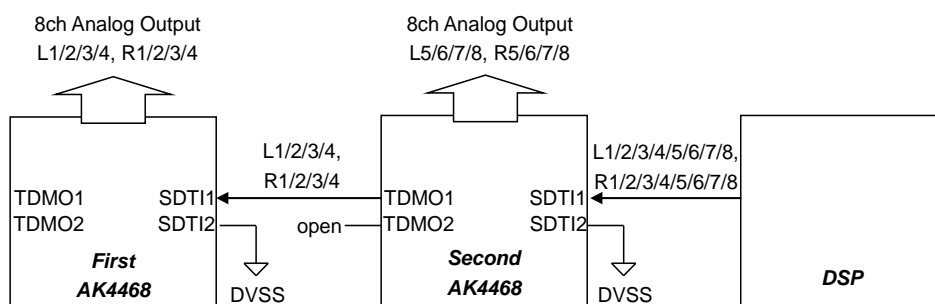 8ch Analog Output
L1/2/3/4, R1/2/3/4
8ch Analog Output
L5/6/7/8, R5/6/7/8
L1/2/3/4,
R1/2/3/4
L1/2/3/4/5/6/7/8,
R1/2/3/4/5/6/7/8
TDMO1
SDTI1
TDMO1
SDTI1
TDMO2
SDTI2
open
TDMO2
SDTI2
First
AK4468
DVSS
Second
AK4468
DVSS
DSP